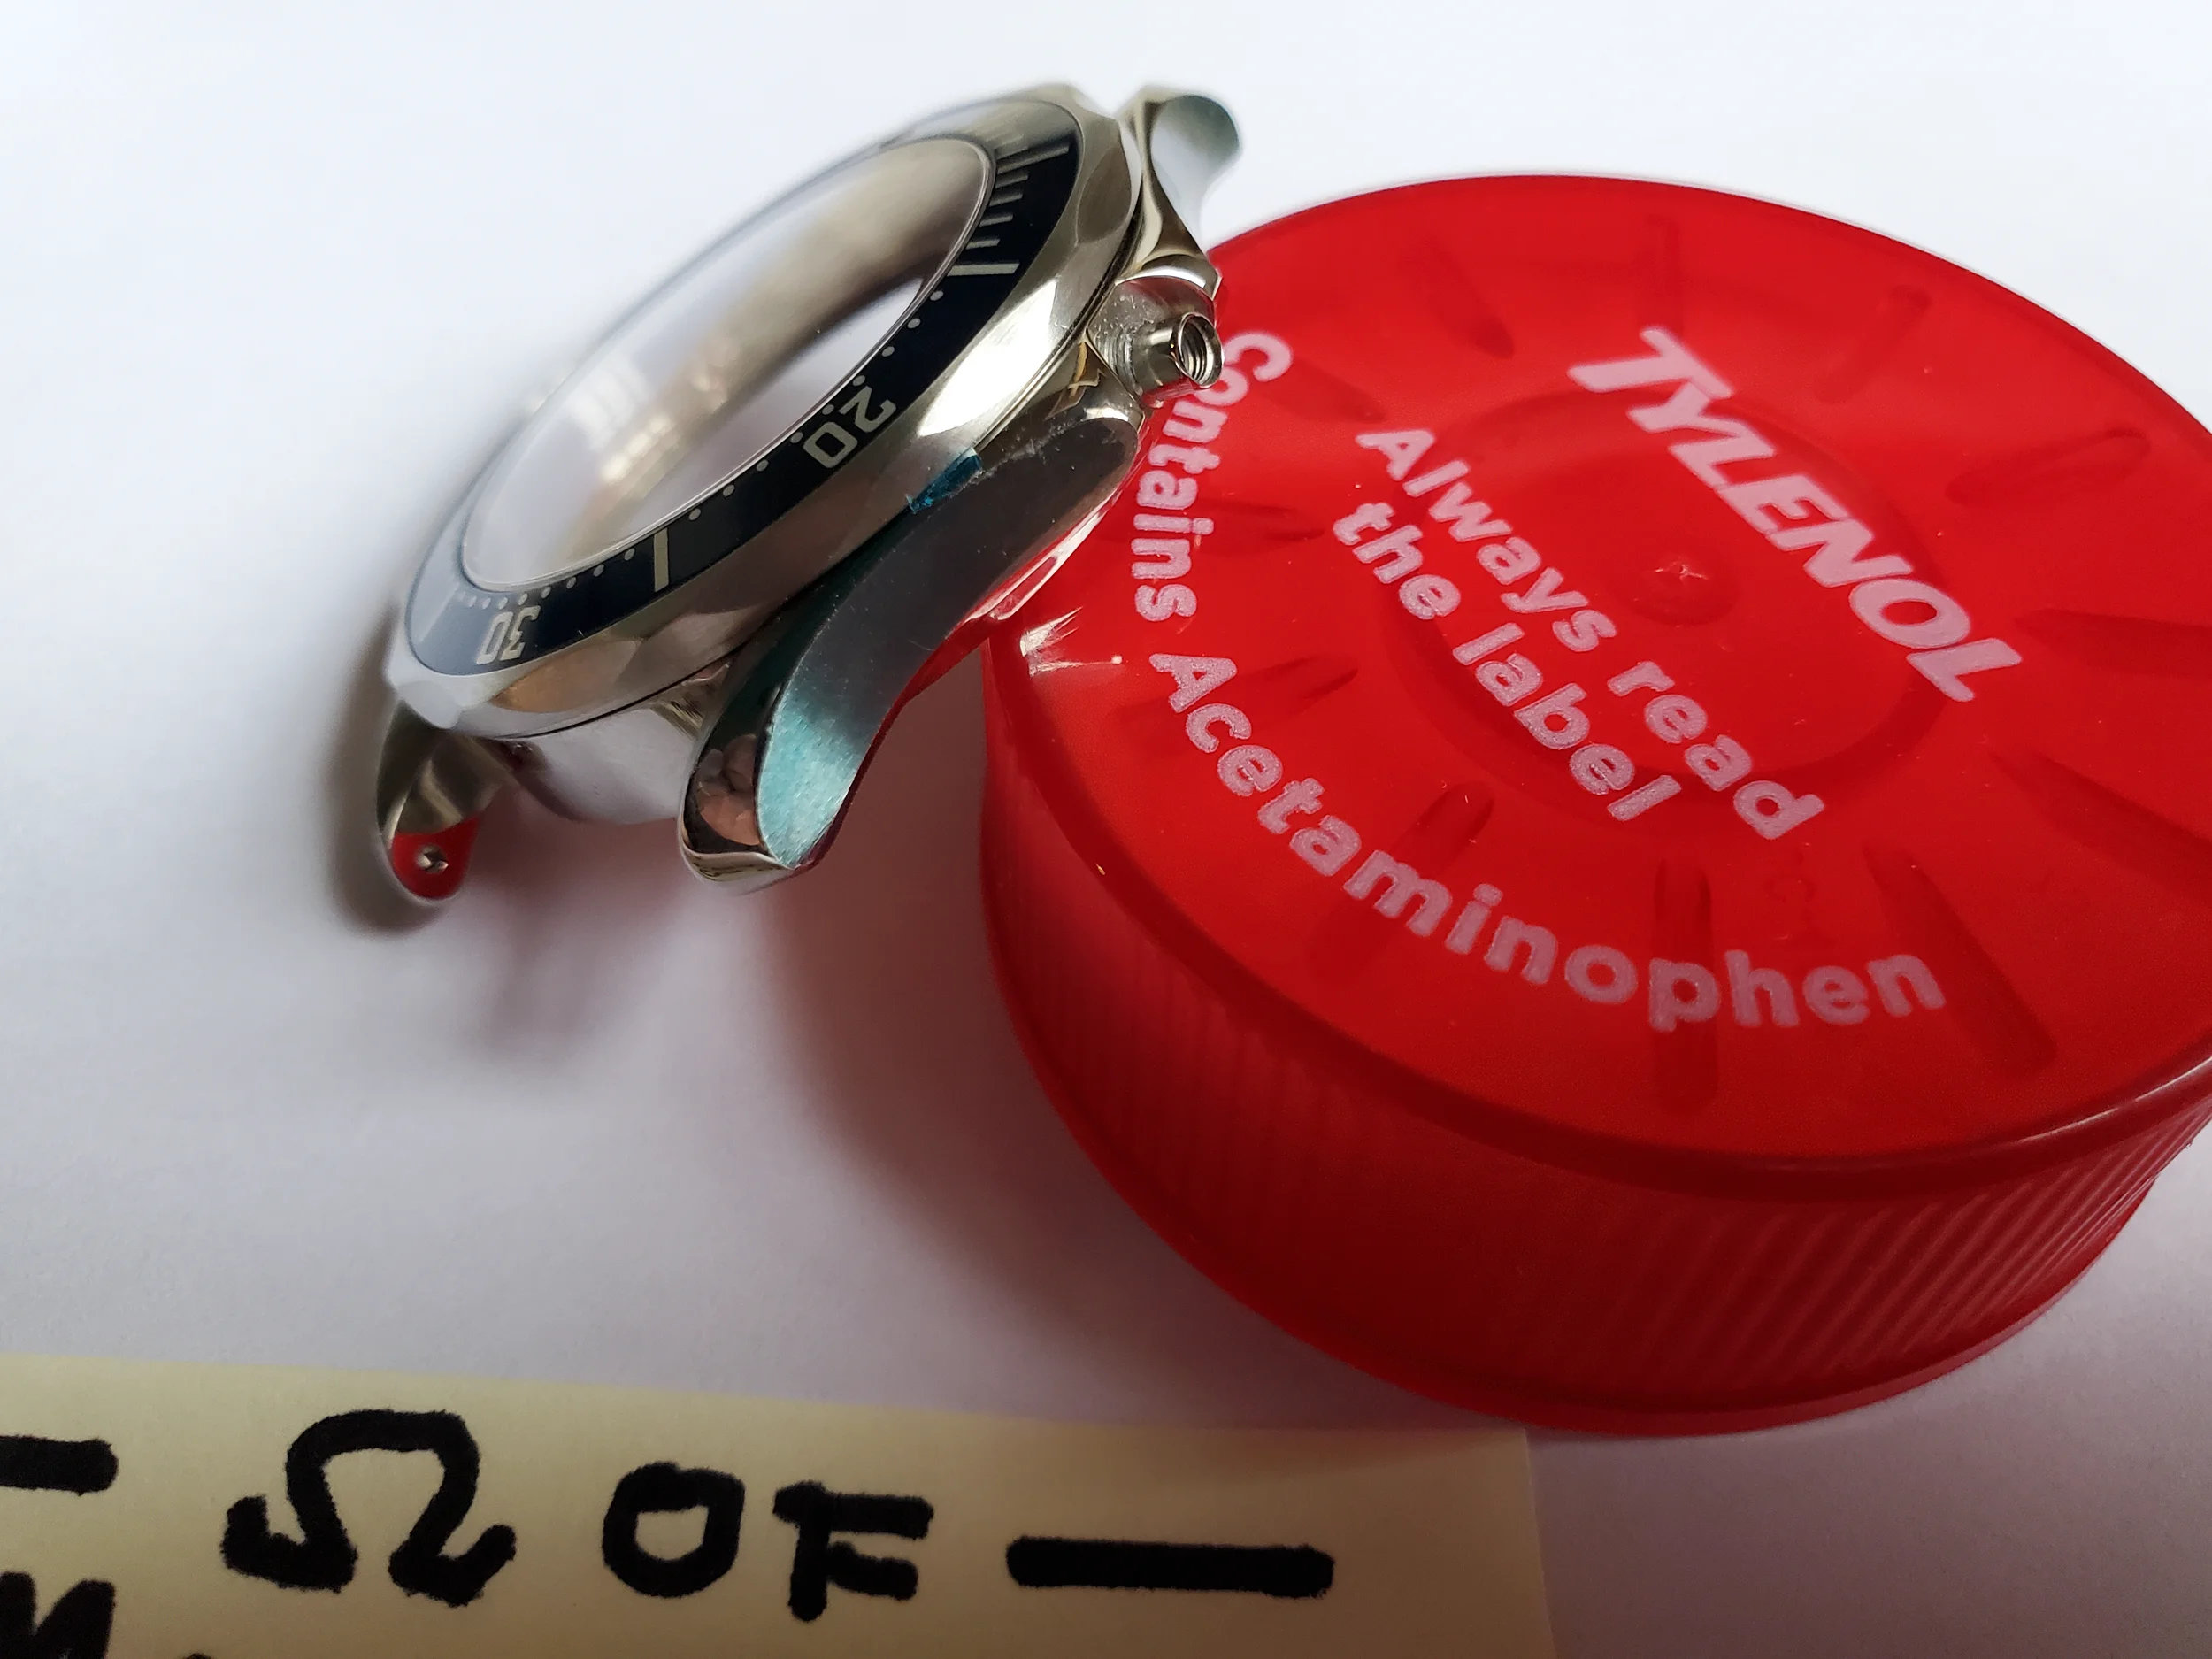 20
30
TYLENOL
Always read
the label
Contains Acetaminophen
— Ω OF —